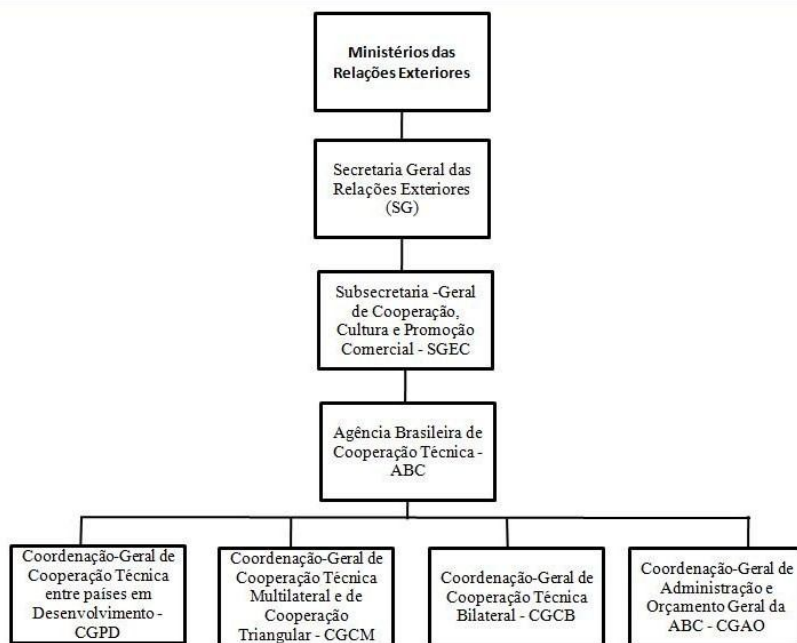 Ministérios das
Relações Exteriores
Secretaria Geral das
Relações Exteriores
(SG)
Subsecretaria -Geral
de Cooperação,
Cultura e Promoção
Comercial - SGEC
Agência Brasileira de
Cooperação Técnica -
ABC
Coordenação-Geral de
Cooperação Técnica
entre países em
Desenvolvimento -
CGPD
Coordenação-Geral de
Cooperação Técnica
Multilateral e de
Cooperação
Triangular - CGCM
Coordenação-Geral de
Cooperação Técnica
Bilateral - CGCB
Coordenação-Geral de
Administração e
Orçamento Geral da
ABC - CGAO